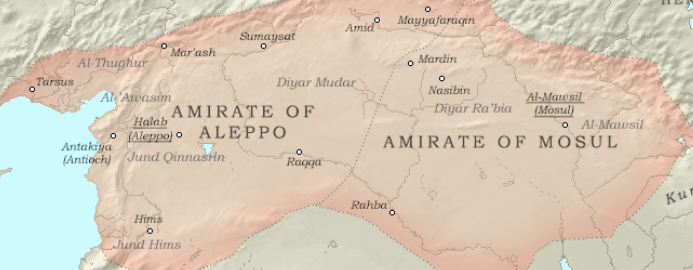 Mayyafaraqin
Amid
Sumaysat
Mar'ash
Mardin
Al-Thughur
Tarsus
Diyar Mudar
Nasibin
Al-'Awasim
Al-Mawsil
(Mosul)
Diyar Ra'bia
AMIRATE OF
ALEPPO
Halab
(Aleppo)
Al-Mawsil
AMIRATE OF MOSUL
Antakiya
(Antioch)
Jund Qinnasrin
Raqqa
Rahba
Hims
Jund Hims